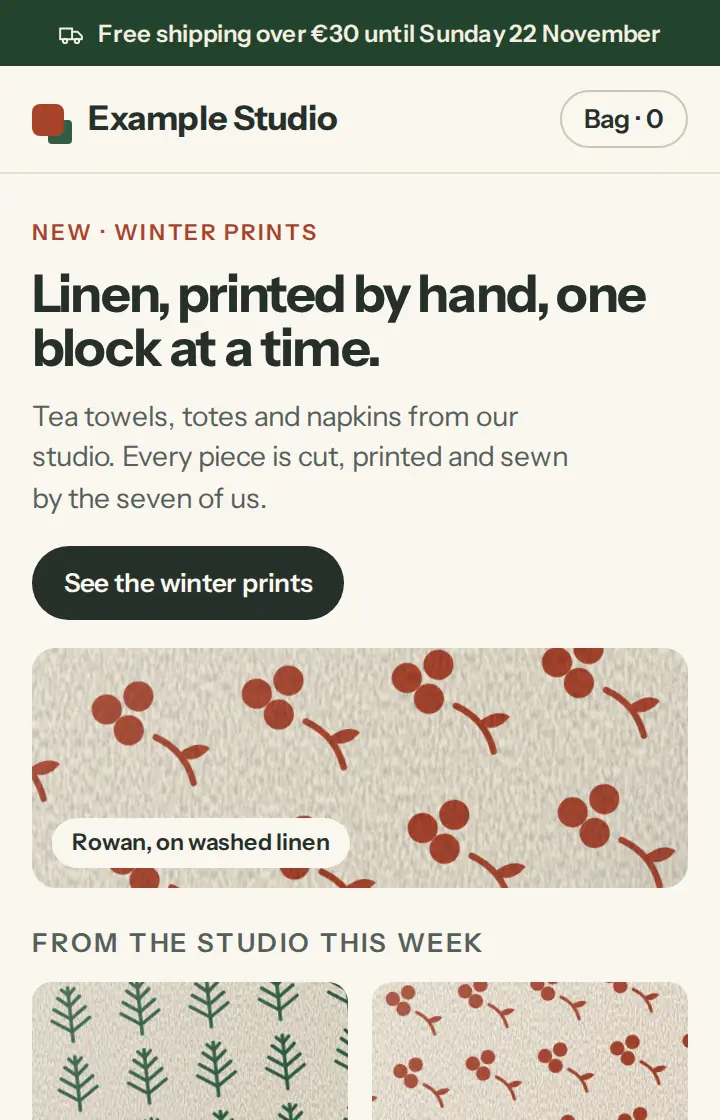 Free shipping over €30 until Sunday 22 November
Example Studio
Bag · 0
NEW · WINTER PRINTS
Linen, printed by hand, one
block at a time.
Tea towels, totes and napkins from our
studio. Every piece is cut, printed and sewn
by the seven of us.
See the winter prints
Rowan, on washed linen
FROM THE STUDIO THIS WEEK